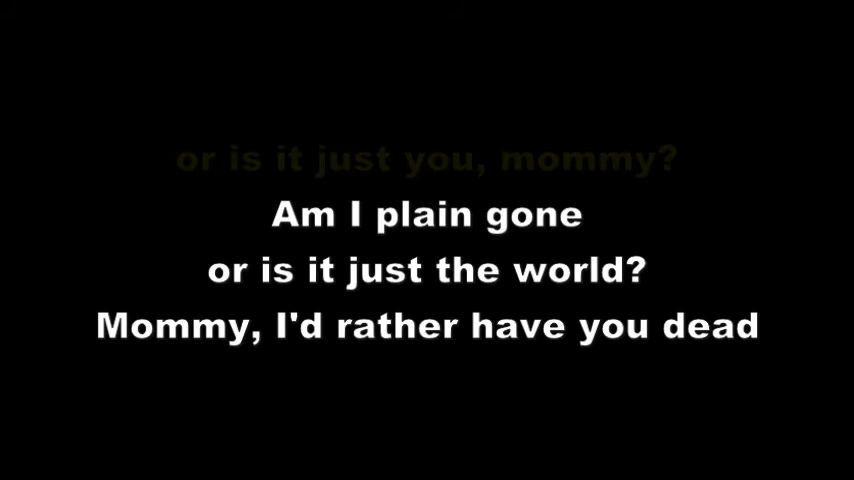 or is it just you, mommy?
Am I plain gone
or is it just the world?
Mommy, I'd rather have you dead